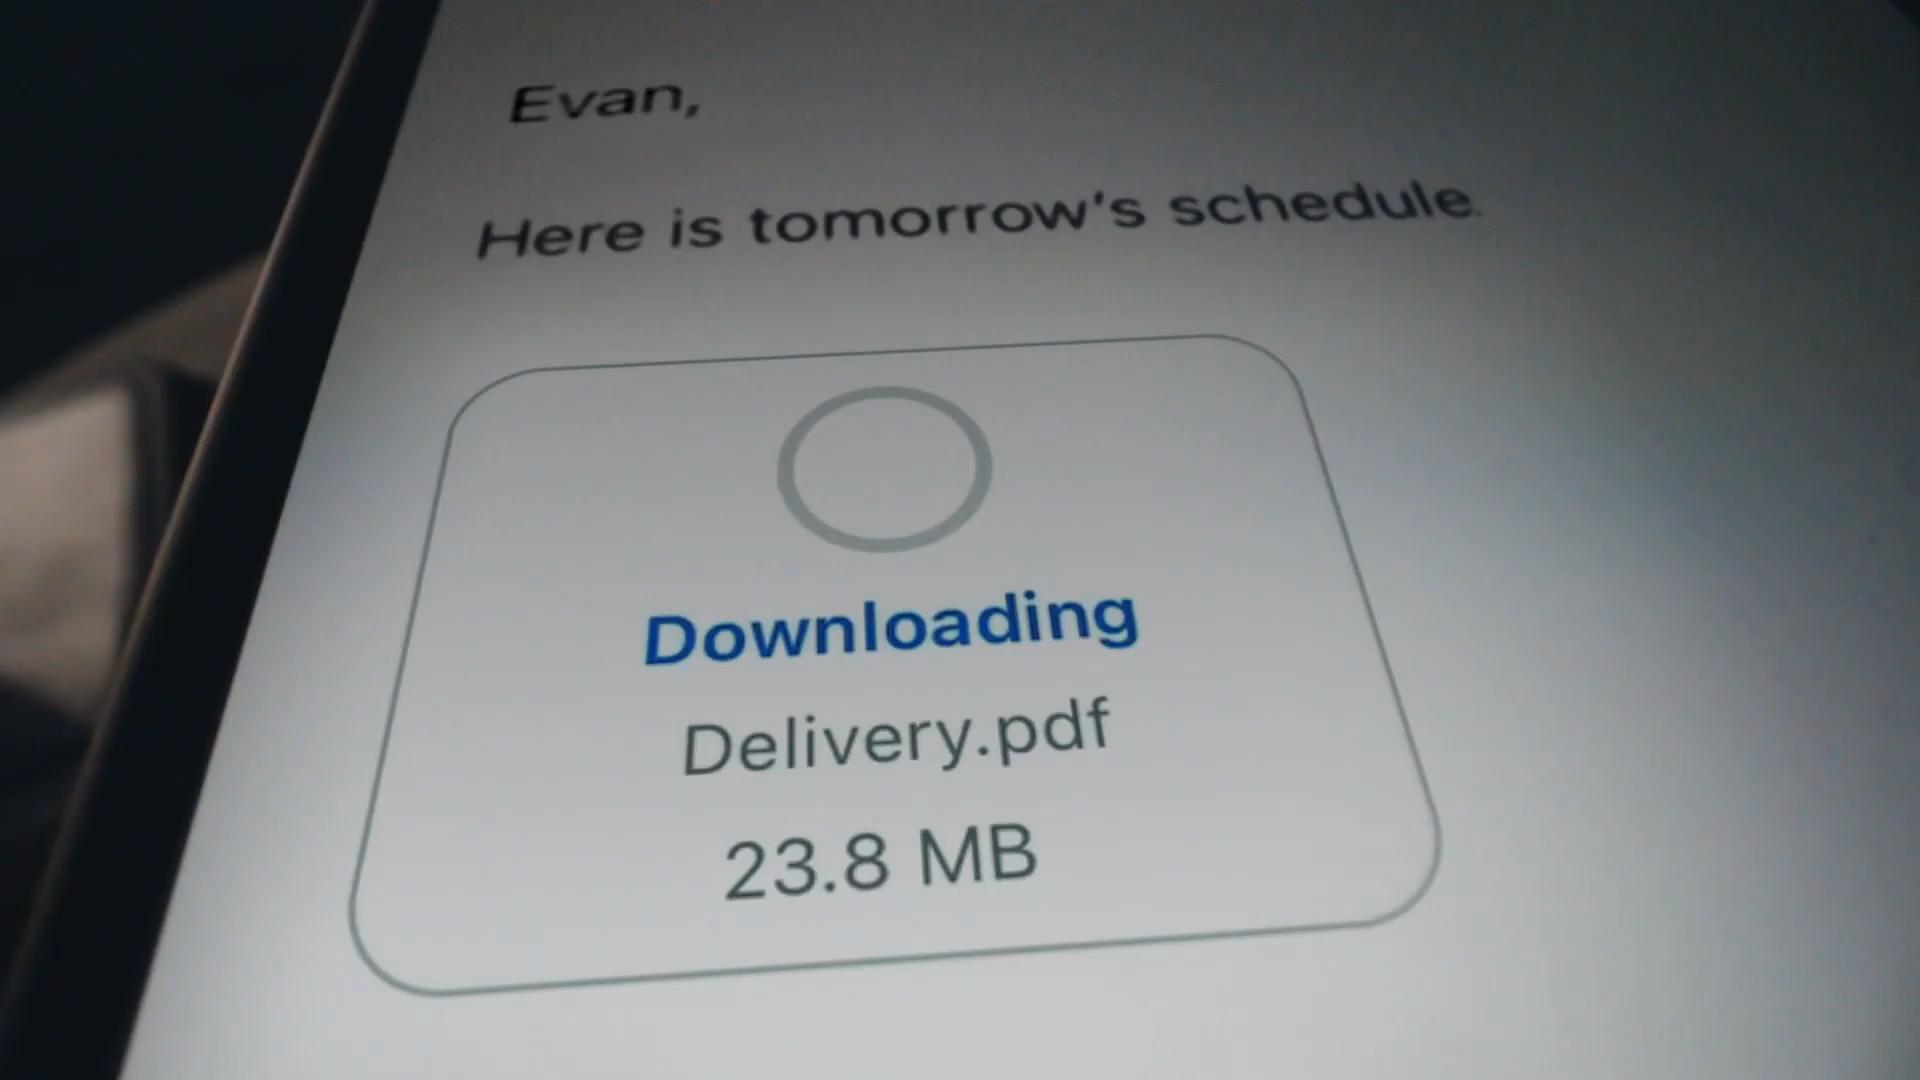 Evan,
Here is tomorrow's schedule.
Downloading
Delivery.pdf
23.8 MB